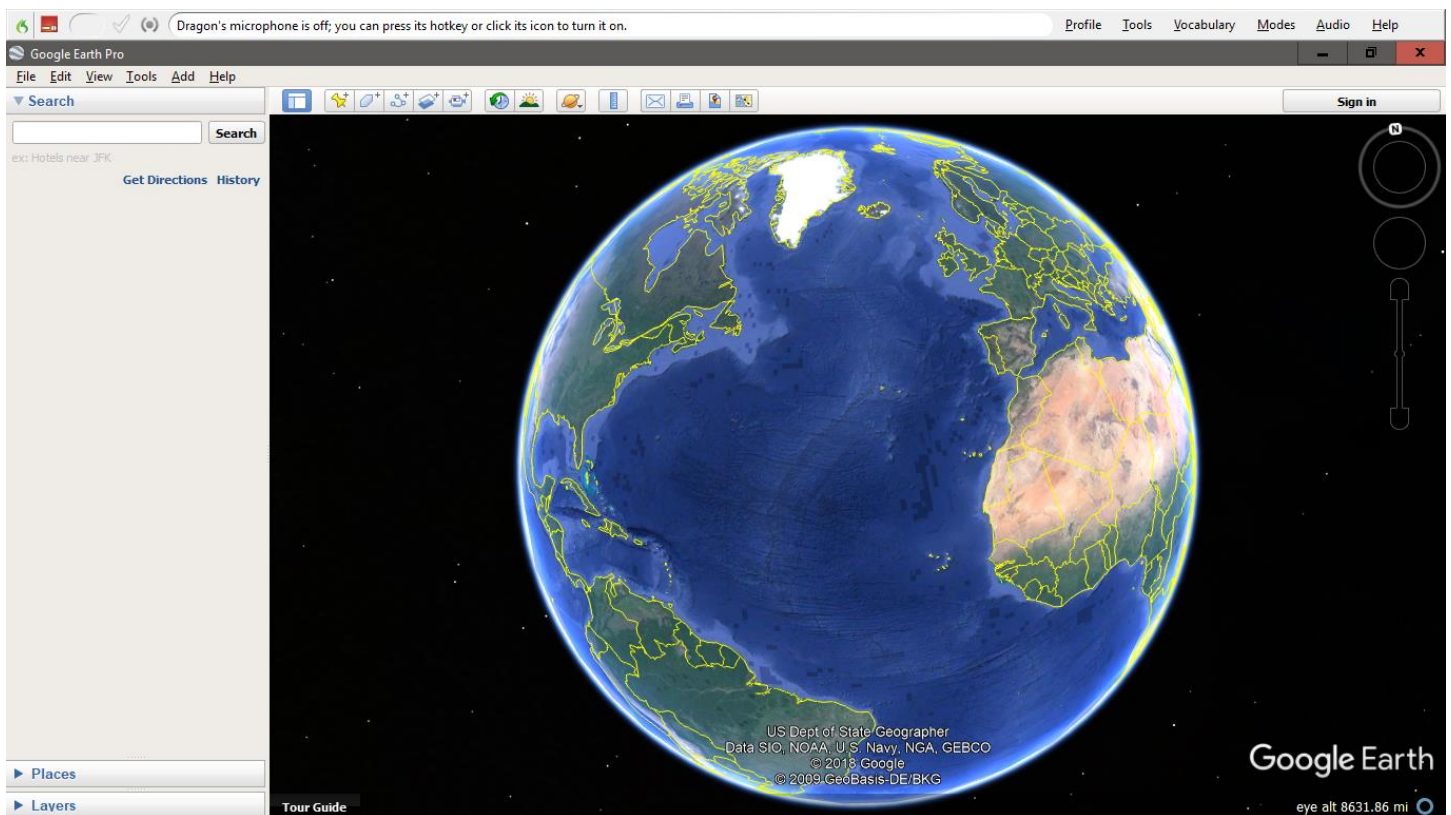 Dragon's microphone is off; you can press its hotkey or click its icon to turn it on.
Profile Tools Vocabulary Modes Audio Help
Google Earth Pro
File Edit View Tools Add Help
Search
Sign in
Search
ex: Hotels near JFK
Get Directions History
N
US Dept of State Geographer
Data SIO, NOAA, U.S. Navy, NGA, GEBCO
© 2018 Google
© 2009 GeoBasis-DE/BKG
Google Earth
Places
Layers
Tour Guide
eye alt 8631.86 mi